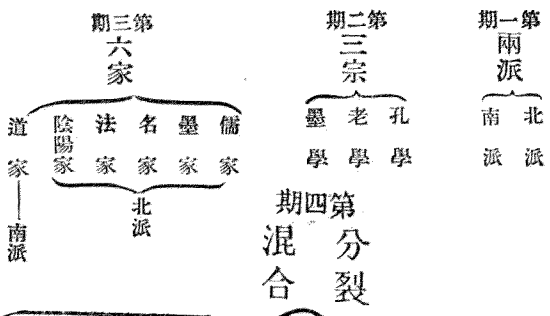 第一期
兩派
北派
南派
第二期
三宗
孔學
老學
墨學
第三期
六家
儒家
墨家
名家
法家
陰陽家
道家
北派
南派
第四期
分裂
混合